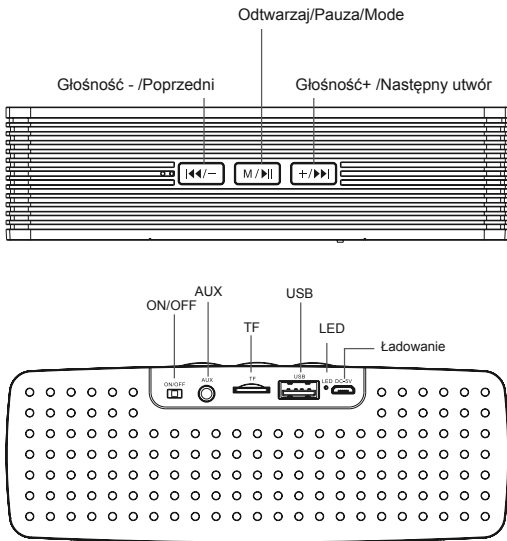 Odtwarzaj/Pauza/Mode
Głośność - /Poprzedni
Głośność+ /Następny utwór
M/
AUX
USB
ON/OFF
TF
LED
Ładowanie
ON/OFF
AUX
TF
USB
LED DC-5V